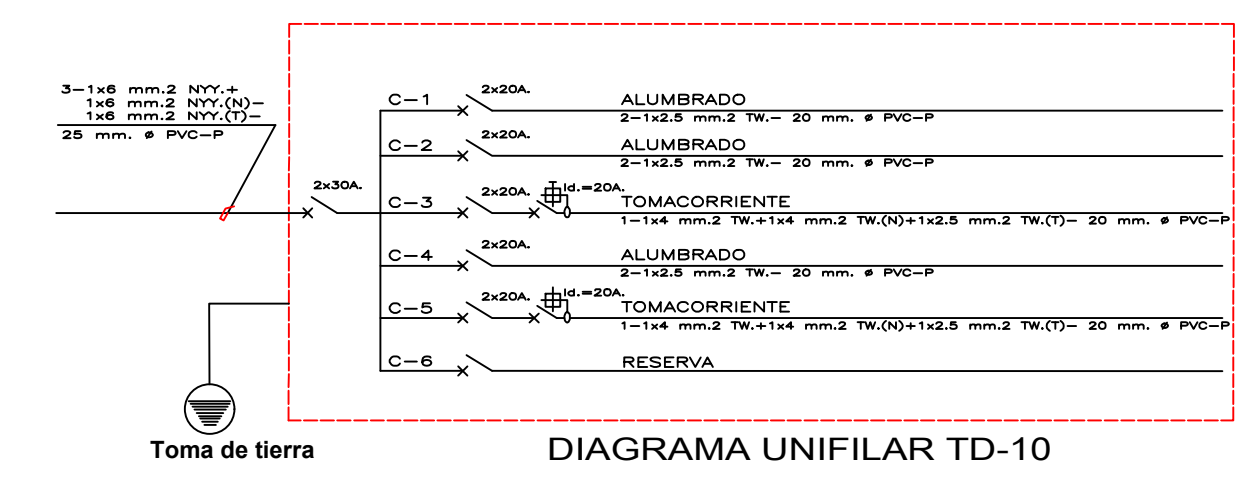 3-1x6 mm.2 NYY.+
1x6 mm.2 NYY.(N)-
1x6 mm.2 NYY.(T)-
25 mm. ø PVC-P
2x30A.
C-1 2x20A. ALUMBRADO
2-1x2.5 mm.2 TW.- 20 mm. ø PVC-P
C-2 2x20A. ALUMBRADO
2-1x2.5 mm.2 TW.- 20 mm. ø PVC-P
C-3 2x20A. Id.=20A. TOMACORRIENTE
1-1x4 mm.2 TW.+1x4 mm.2 TW.(N)+1x2.5 mm.2 TW.(T)- 20 mm. ø PVC-P
C-4 2x20A. ALUMBRADO
2-1x2.5 mm.2 TW.- 20 mm. ø PVC-P
C-5 2x20A. Id.=20A. TOMACORRIENTE
1-1x4 mm.2 TW.+1x4 mm.2 TW.(N)+1x2.5 mm.2 TW.(T)- 20 mm. ø PVC-P
C-6 RESERVA
Toma de tierra
DIAGRAMA UNIFILAR TD-10